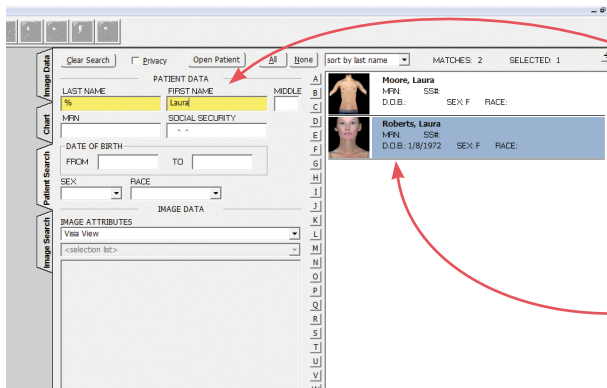 Clear Search Privacy Open Patient All None
PATIENT DATA
LAST NAME FIRST NAME MIDDLE
% Laura
MRN SOCIAL SECURITY
- -
DATE OF BIRTH
FROM TO
SEX RACE
IMAGE DATA
IMAGE ATTRIBUTES
Visia View
<selection list>
Image Data
Chart
Patient Search
Image Search
A
B
C
D
E
F
G
H
I
J
K
L
M
N
O
P
Q
R
S
T
U
V
W
sort by last name MATCHES: 2 SELECTED: 1
Moore, Laura
MRN: SS#:
D.O.B.: SEX: F RACE:
Roberts, Laura
MRN: SS#:
D.O.B.: 1/8/1972 SEX: F RACE: